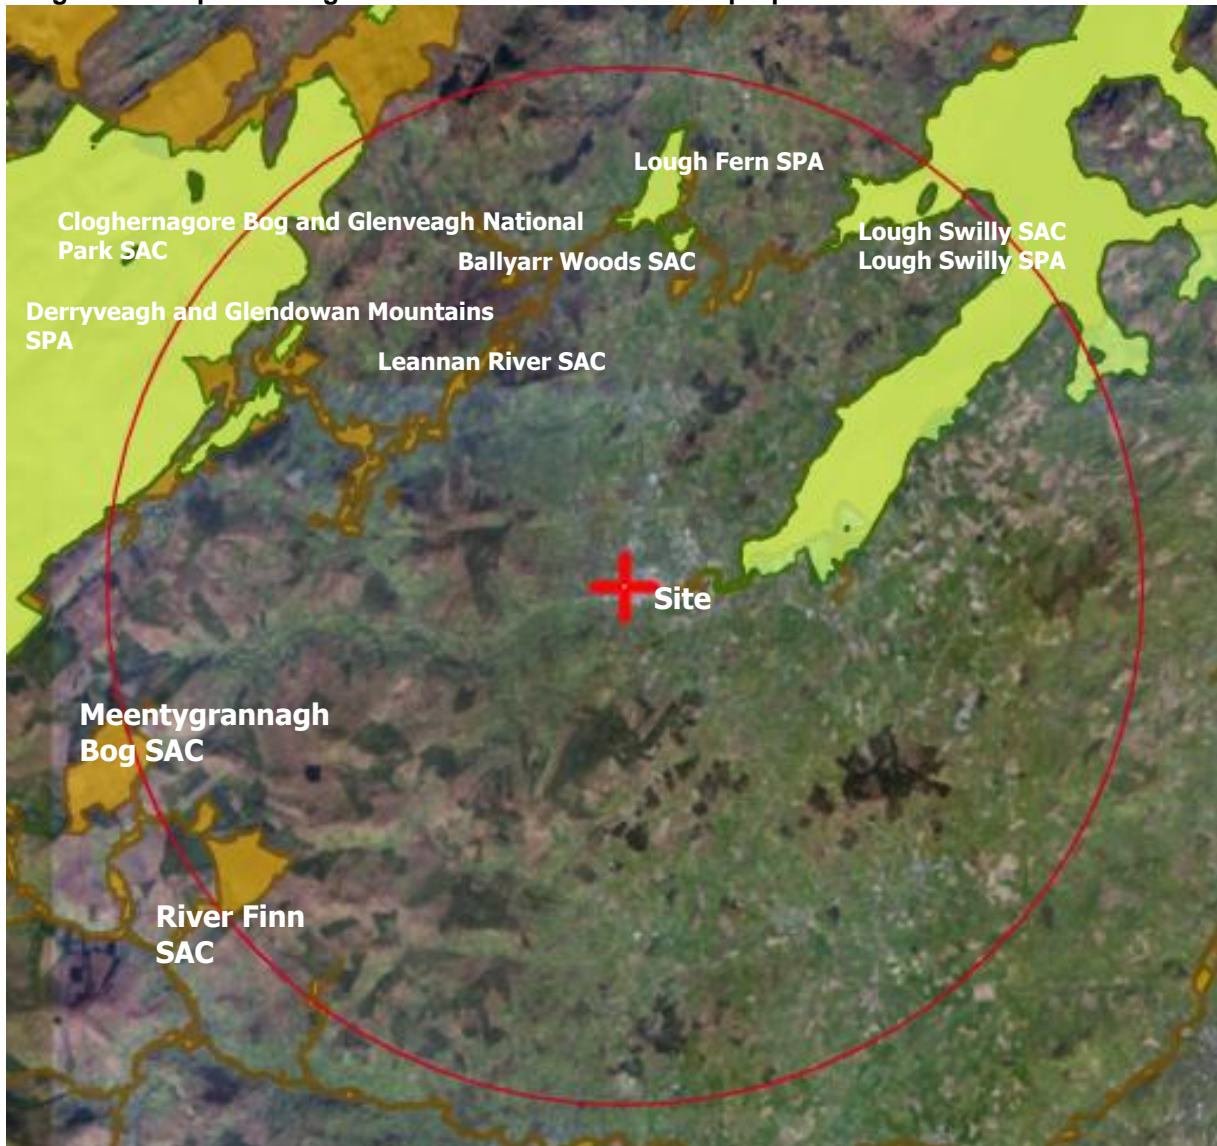 Lough Fern SPA
Cloghernagore Bog and Glenveagh National
Park SAC
Lough Swilly SAC
Lough Swilly SPA
Ballyarr Woods SAC
Derryveagh and Glendowan Mountains
SPA
Leannan River SAC
Site
Meentygrannagh
Bog SAC
River Finn
SAC